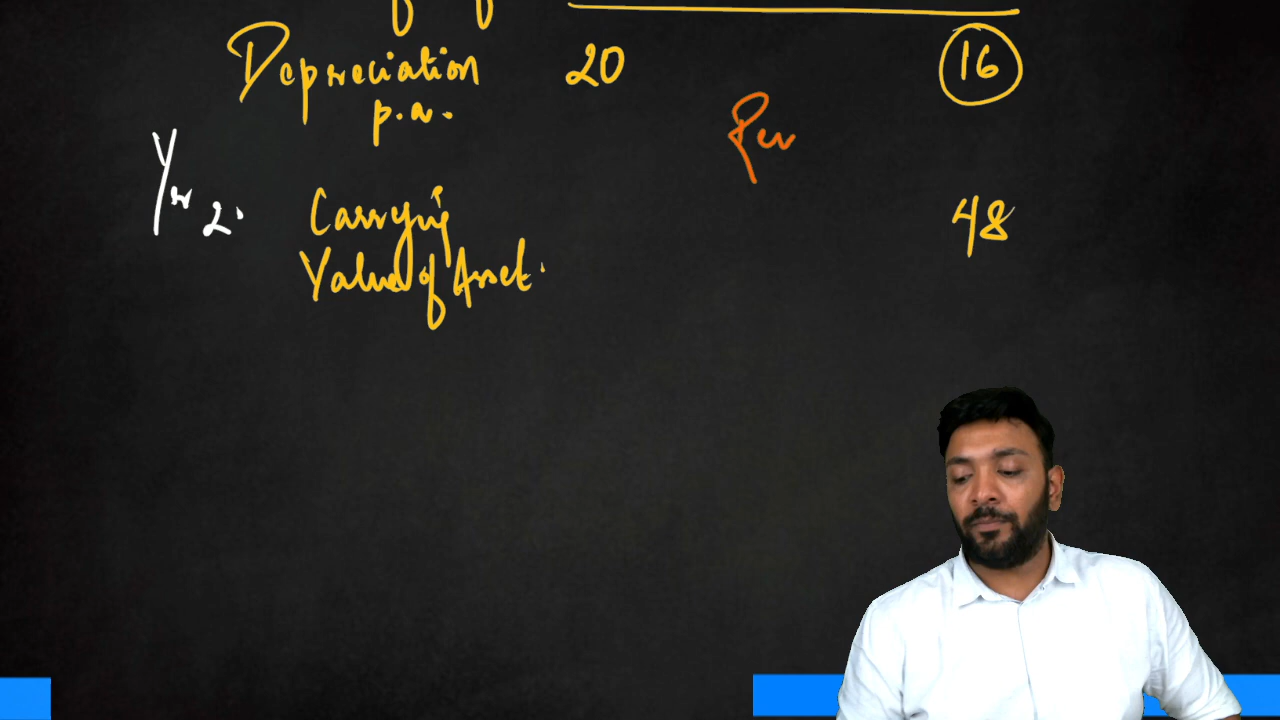 Depreciation 20 16
p.a.
Per
Yr 2. Carrying 48
Value of Asset.